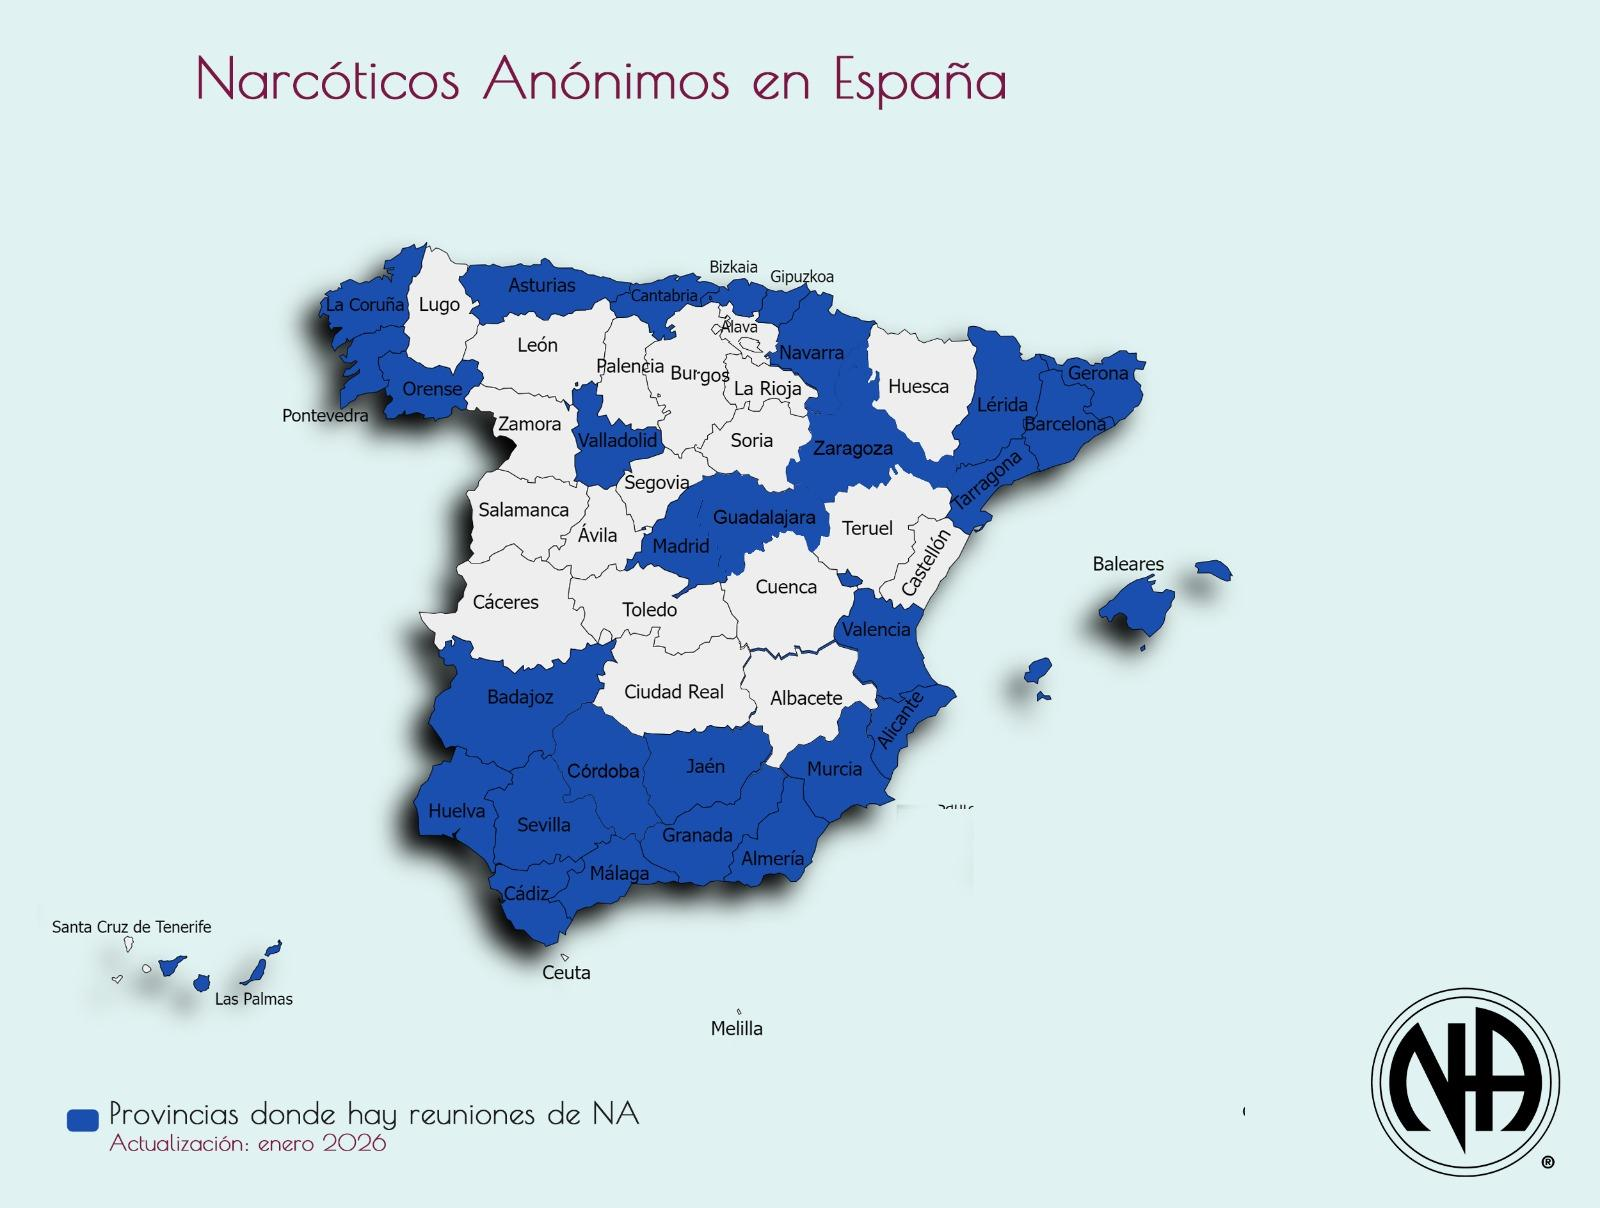 Narcóticos Anónimos en España
Bizkaia
Gipuzkoa
Asturias
Cantabria
La Coruña
Lugo
Álava
León
Navarra
Palencia
Burgos
La Rioja
Huesca
Gerona
Orense
Lérida
Pontevedra
Zamora
Valladolid
Soria
Zaragoza
Barcelona
Segovia
Tarragona
Salamanca
Ávila
Guadalajara
Madrid
Teruel
Castellón
Baleares
Cuenca
Cáceres
Toledo
Valencia
Badajoz
Ciudad Real
Albacete
Alicante
Córdoba
Jaén
Murcia
Huelva
Sevilla
Granada
Almería
Málaga
Cádiz
Santa Cruz de Tenerife
Las Palmas
Ceuta
Melilla
Provincias donde hay reuniones de NA
Actualización: enero 2026
NA
®